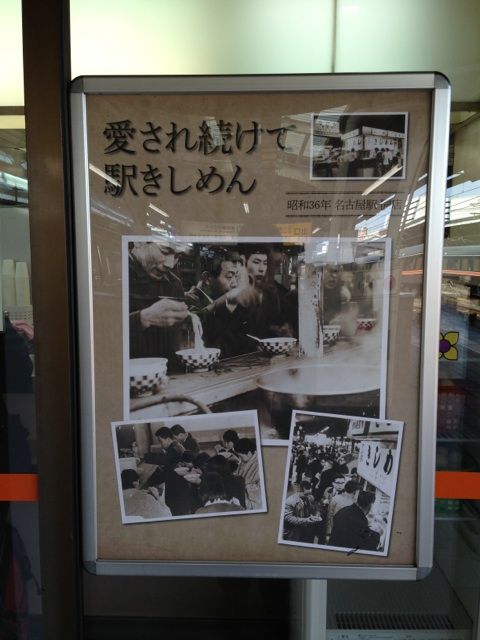 愛され続けて
駅きしめん
昭和36年 名古屋駅
きしめ